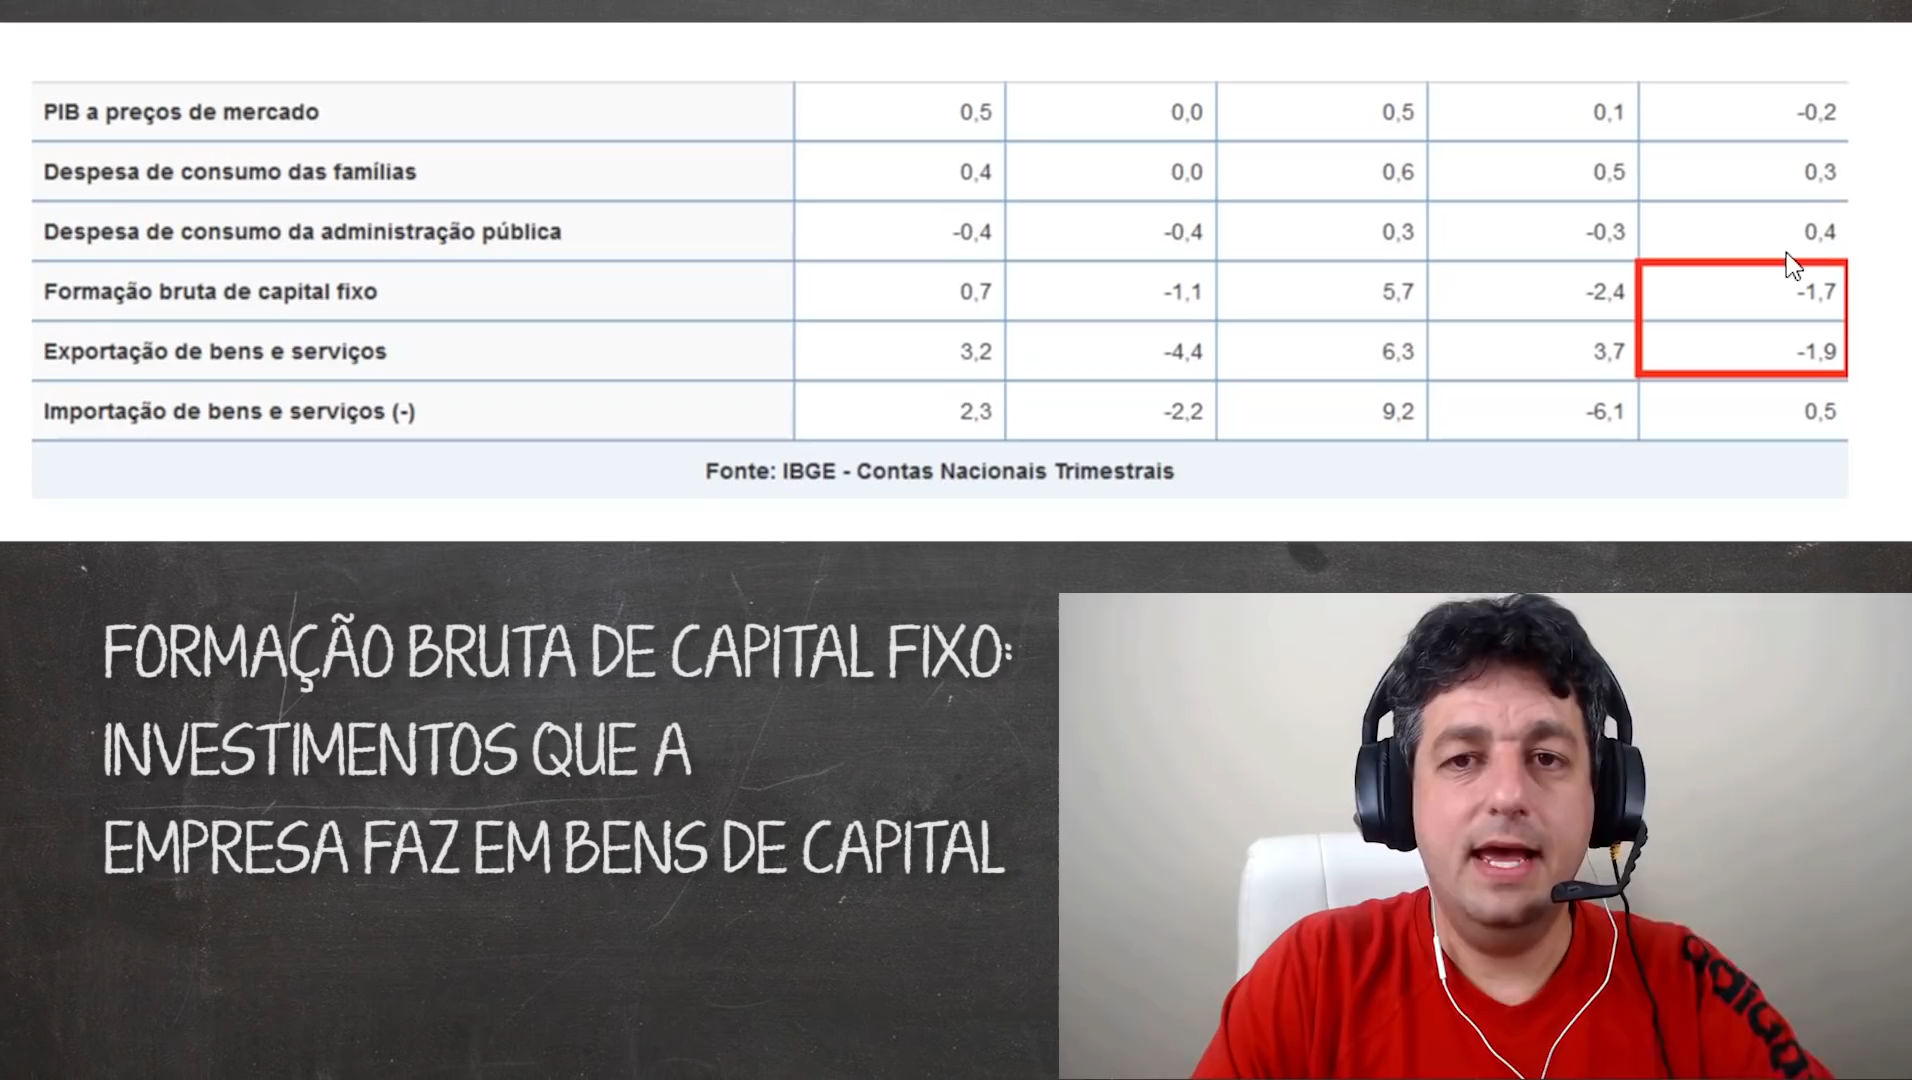 PIB a preços de mercado 0,5 0,0 0,5 0,1 -0,2
Despesa de consumo das famílias 0,4 0,0 0,6 0,5 0,3
Despesa de consumo da administração pública -0,4 -0,4 0,3 -0,3 0,4
Formação bruta de capital fixo 0,7 -1,1 5,7 -2,4 -1,7
Exportação de bens e serviços 3,2 -4,4 6,3 3,7 -1,9
Importação de bens e serviços (-) 2,3 -2,2 9,2 -6,1 0,5
Fonte: IBGE - Contas Nacionais Trimestrais
FORMAÇÃO BRUTA DE CAPITAL FIXO:
INVESTIMENTOS QUE A
EMPRESA FAZ EM BENS DE CAPITAL
adidas